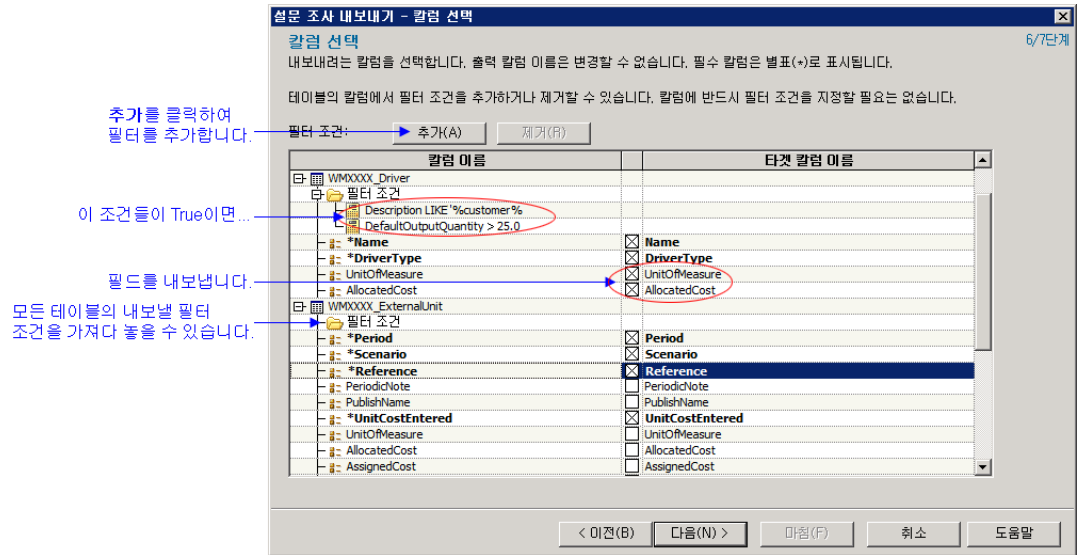 설문 조사 내보내기 - 칼럼 선택
칼럼 선택
6/7단계
내보내려는 칼럼을 선택합니다. 출력 칼럼 이름은 변경할 수 없습니다. 필수 칼럼은 별표(*)로 표시됩니다.
테이블의 칼럼에서 필터 조건을 추가하거나 제거할 수 있습니다. 칼럼에 반드시 필터 조건을 지정할 필요는 없습니다.
추가를 클릭하여
필터를 추가합니다.
필터 조건:
추가(A)
제거(R)
칼럼 이름
타겟 칼럼 이름
WMXXXX_Driver
필터 조건
이 조건들이 True이면...
Description LIKE '%customer%
DefaultOutputQuantity > 25.0
*Name
Name
*DriverType
DriverType
필드를 내보냅니다.
UnitOfMeasure
UnitOfMeasure
AllocatedCost
AllocatedCost
모든 테이블의 내보낼 필터
조건을 가져다 놓을 수 있습니다.
WMXXXX_ExternalUnit
필터 조건
*Period
Period
*Scenario
Scenario
*Reference
Reference
PeriodicNote
PeriodicNote
PublishName
PublishName
*UnitCostEntered
UnitCostEntered
UnitOfMeasure
UnitOfMeasure
AllocatedCost
AllocatedCost
AssignedCost
AssignedCost
< 이전(B)
다음(N) >
마침(F)
취소
도움말